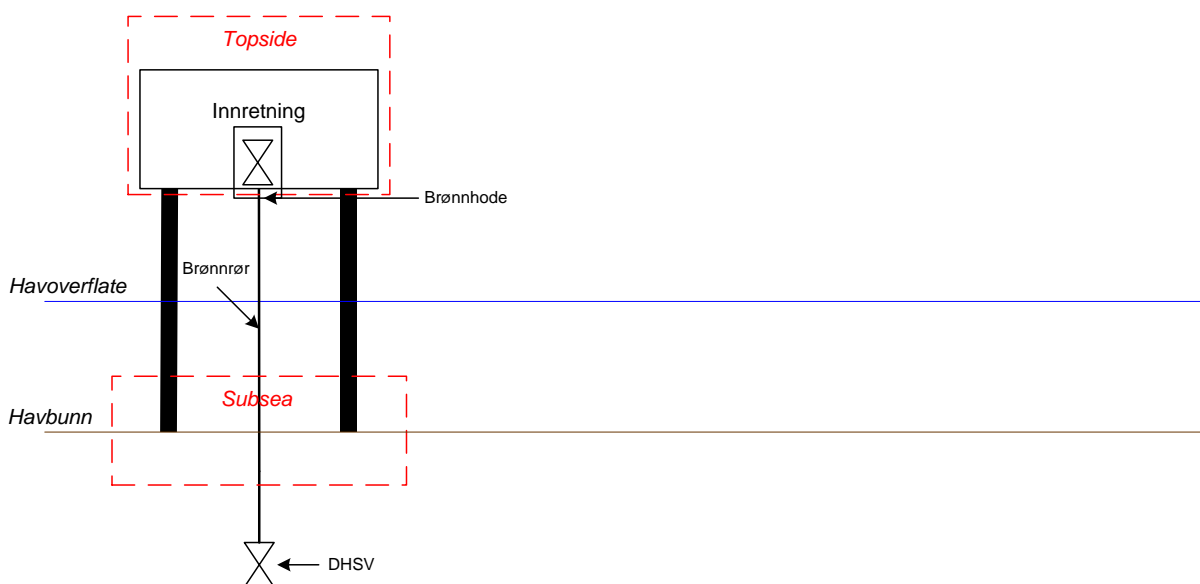 Topside
Innretning
Brønnhode
Brønnrør
Havoverflate
Subsea
Havbunn
DHSV